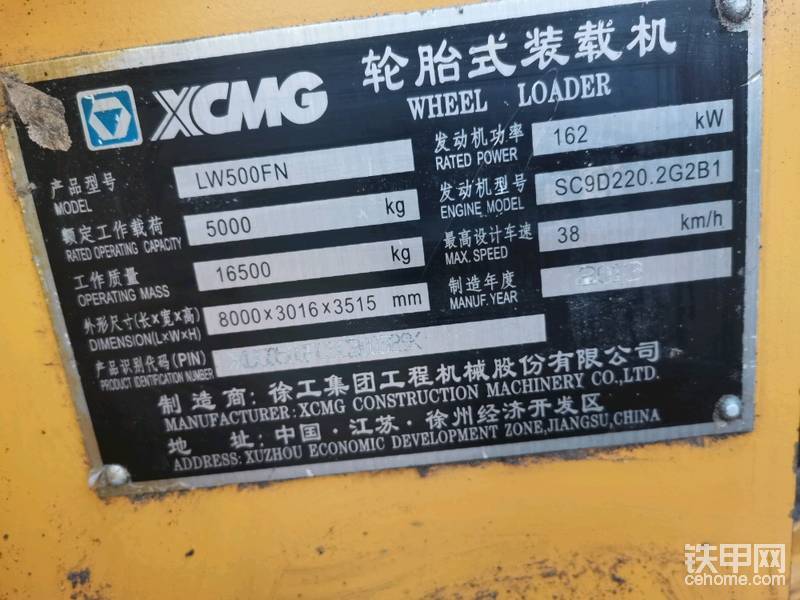 XCMG 轮胎式装载机
WHEEL LOADER
产品型号 LW500FN
MODEL
额定工作载荷 5000 kg
RATED OPERATING CAPACITY
工作质量 16500 kg
OPERATING MASS
外形尺寸(长×宽×高) 8000×3016×3515 mm
DIMENSION(L×W×H)
产品识别代码(PIN)
PRODUCT IDENTIFICATION NUMBER
发动机功率 162 kW
RATED POWER
发动机型号 SC9D220.2G2B1
ENGINE MODEL
最高设计车速 38 km/h
MAX. SPEED
制造年度
MANUF. YEAR
制造商:徐工集团工程机械股份有限公司
MANUFACTURER: XCMG CONSTRUCTION MACHINERY CO.,LTD.
地 址:中国·江苏·徐州经济开发区
ADDRESS: XUZHOU ECONOMIC DEVELOPMENT ZONE,JIANGSU,CHINA
铁甲网
cehome.com